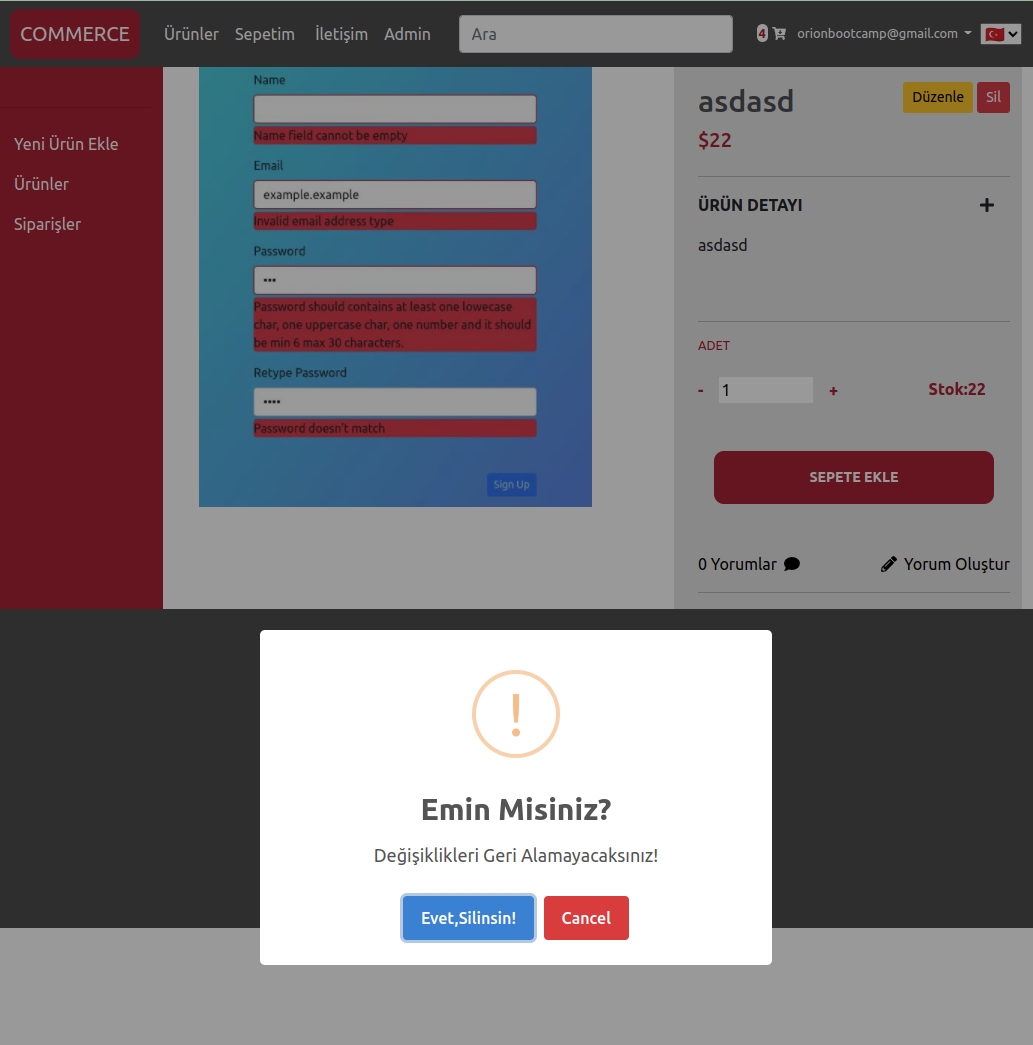 COMMERCE
Ürünler
Sepetim
İletişim
Admin
Ara
4
orionbootcamp@gmail.com
Yeni Ürün Ekle
Ürünler
Siparişler
Name
Name field cannot be empty
Email
example.example
Invalid email address type
Password
•••
Password should contains at least one lowecase
char, one uppercase char, one number and it should
be min 6 max 30 characters.
Retype Password
••••
Password doesn't match
Sign Up
asdasd
Düzenle
Sil
$22
ÜRÜN DETAYI +
asdasd
ADET
- 1 + Stok:22
SEPETE EKLE
0 Yorumlar
Yorum Oluştur
!
Emin Misiniz?
Değişiklikleri Geri Alamayacaksınız!
Evet,Silinsin!
Cancel